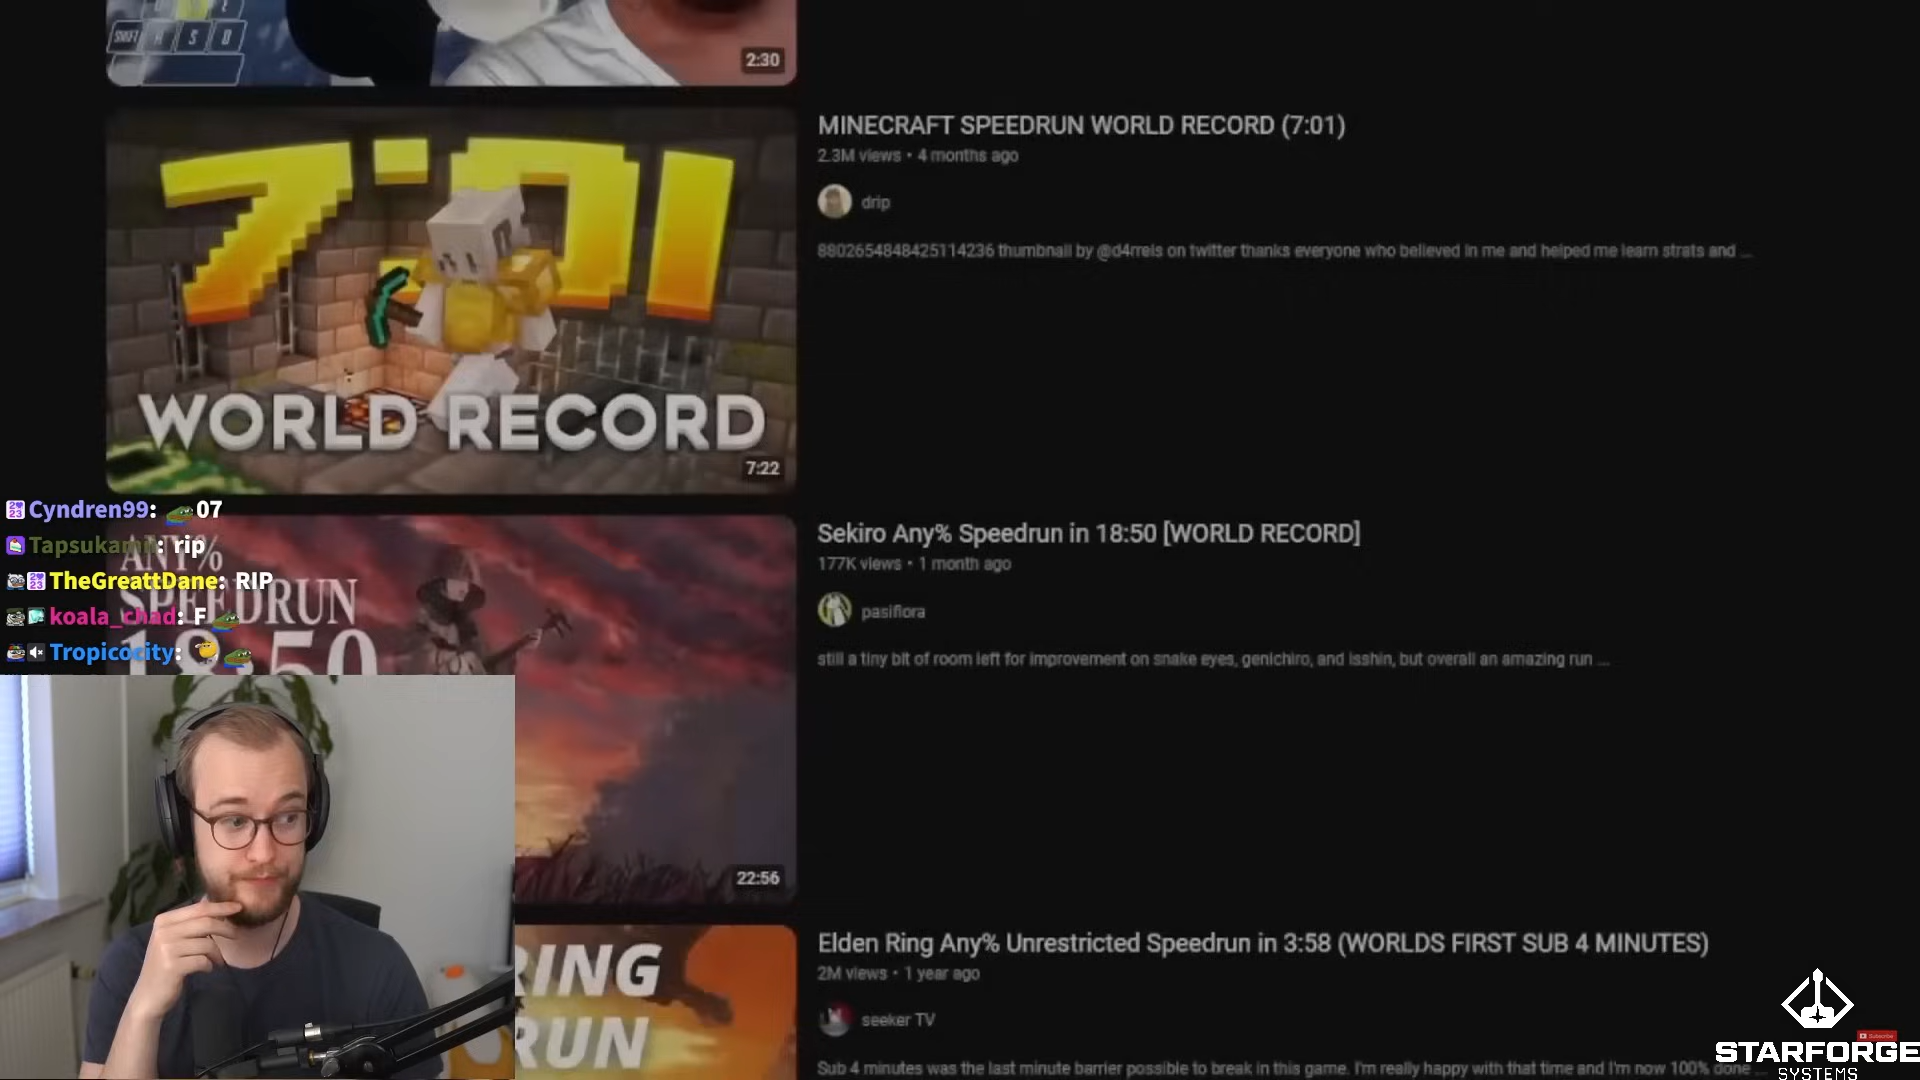 SHIFT
S D
2:30
7:01
WORLD RECORD
7:22
MINECRAFT SPEEDRUN WORLD RECORD (7:01)
2.3M views • 4 months ago
drip
8802654848425114236 thumbnail by @d4rrels on twitter thanks everyone who believed in me and helped me learn strats and ...
Cyndren99: 07
Tapsukamn: rip
TheGreattDane: RIP
koala_chad: F
Tropicocity:
ANY%
SPEEDRUN
18:50
22:56
Sekiro Any% Speedrun in 18:50 [WORLD RECORD]
177K views • 1 month ago
pasiflora
still a tiny bit of room left for improvement on snake eyes, genichiro, and isshin, but overall an amazing run ...
RING
RUN
Elden Ring Any% Unrestricted Speedrun in 3:58 (WORLDS FIRST SUB 4 MINUTES)
2M views • 1 year ago
seeker TV
Sub 4 minutes was the last minute barrier possible to break in this game. I'm really happy with that time and I'm now 100% done ...
Subscribe
STARFORGE
SYSTEMS